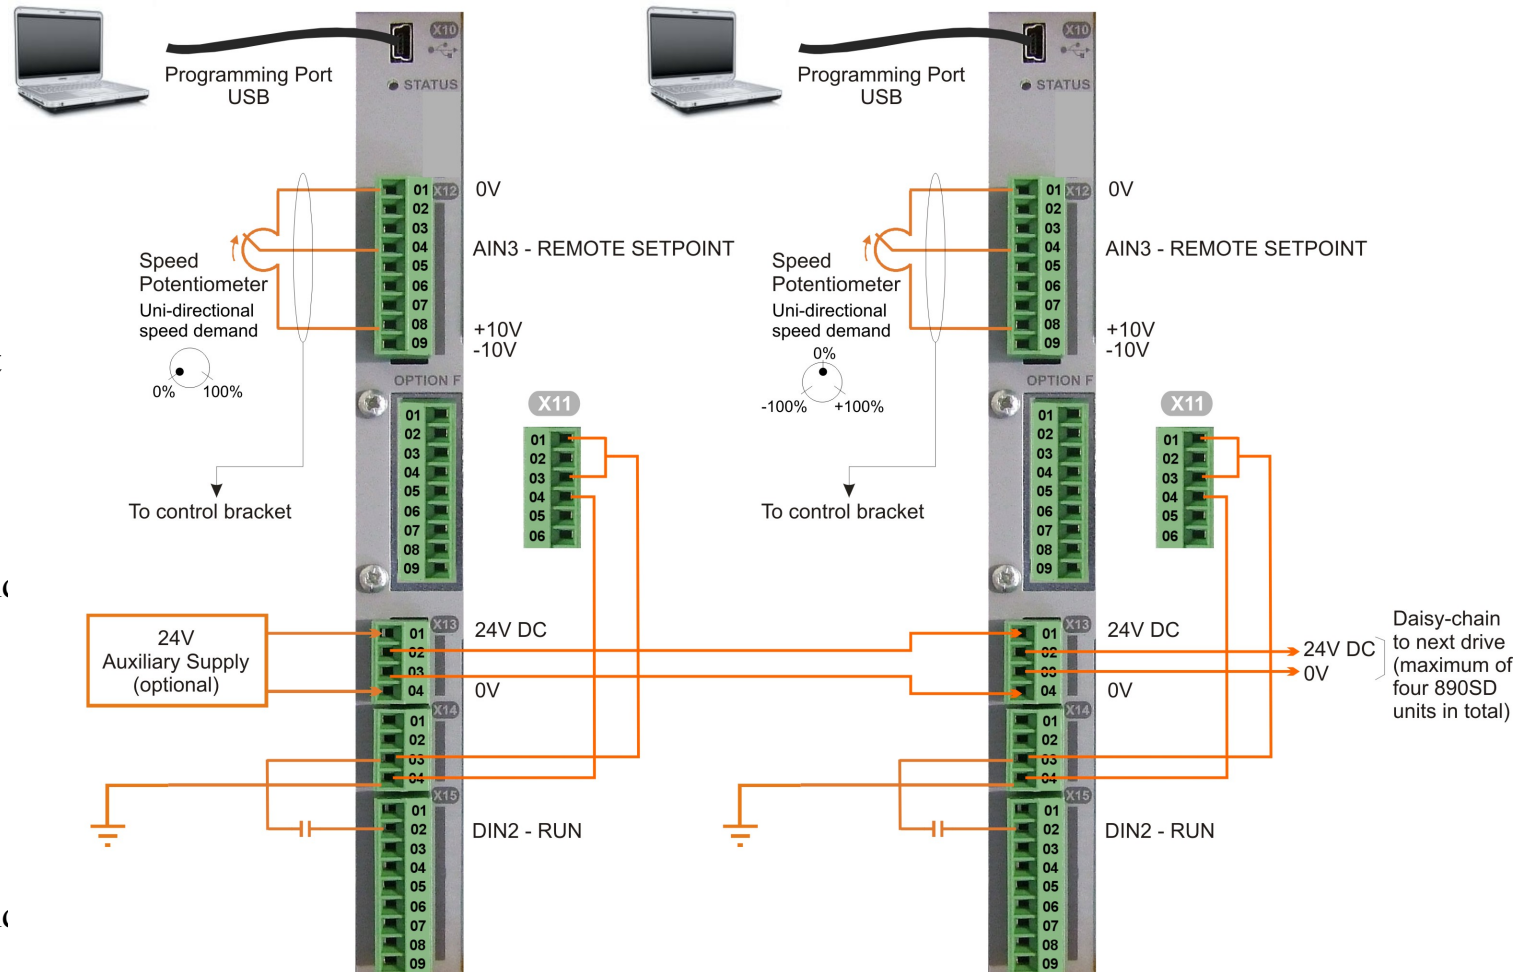 X10
Programming Port
USB
STATUS
01 X12 0V
02
03
04 AIN3 - REMOTE SETPOINT
05
06
07
08 +10V
09 -10V
Speed
Potentiometer
Uni-directional
speed demand
0% 100%
OPTION F
01
02
03
04
05
06
07
08
09
X11
01
02
03
04
05
06
To control bracket
24V
Auxiliary Supply
(optional)
X13
01 24V DC
02
03
04 0V
X14
01
02
03
04
X15
01
02 DIN2 - RUN
03
04
05
06
07
08
09
X10
Programming Port
USB
STATUS
01 X12 0V
02
03
04 AIN3 - REMOTE SETPOINT
05
06
07
08 +10V
09 -10V
Speed
Potentiometer
Uni-directional
speed demand
0%
-100% +100%
OPTION F
01
02
03
04
05
06
07
08
09
X11
01
02
03
04
05
06
To control bracket
X13
01 24V DC
02
03
04 0V
24V DC
0V
Daisy-chain
to next drive
(maximum of
four 890SD
units in total)
X14
01
02
03
04
X15
01
02 DIN2 - RUN
03
04
05
06
07
08
09